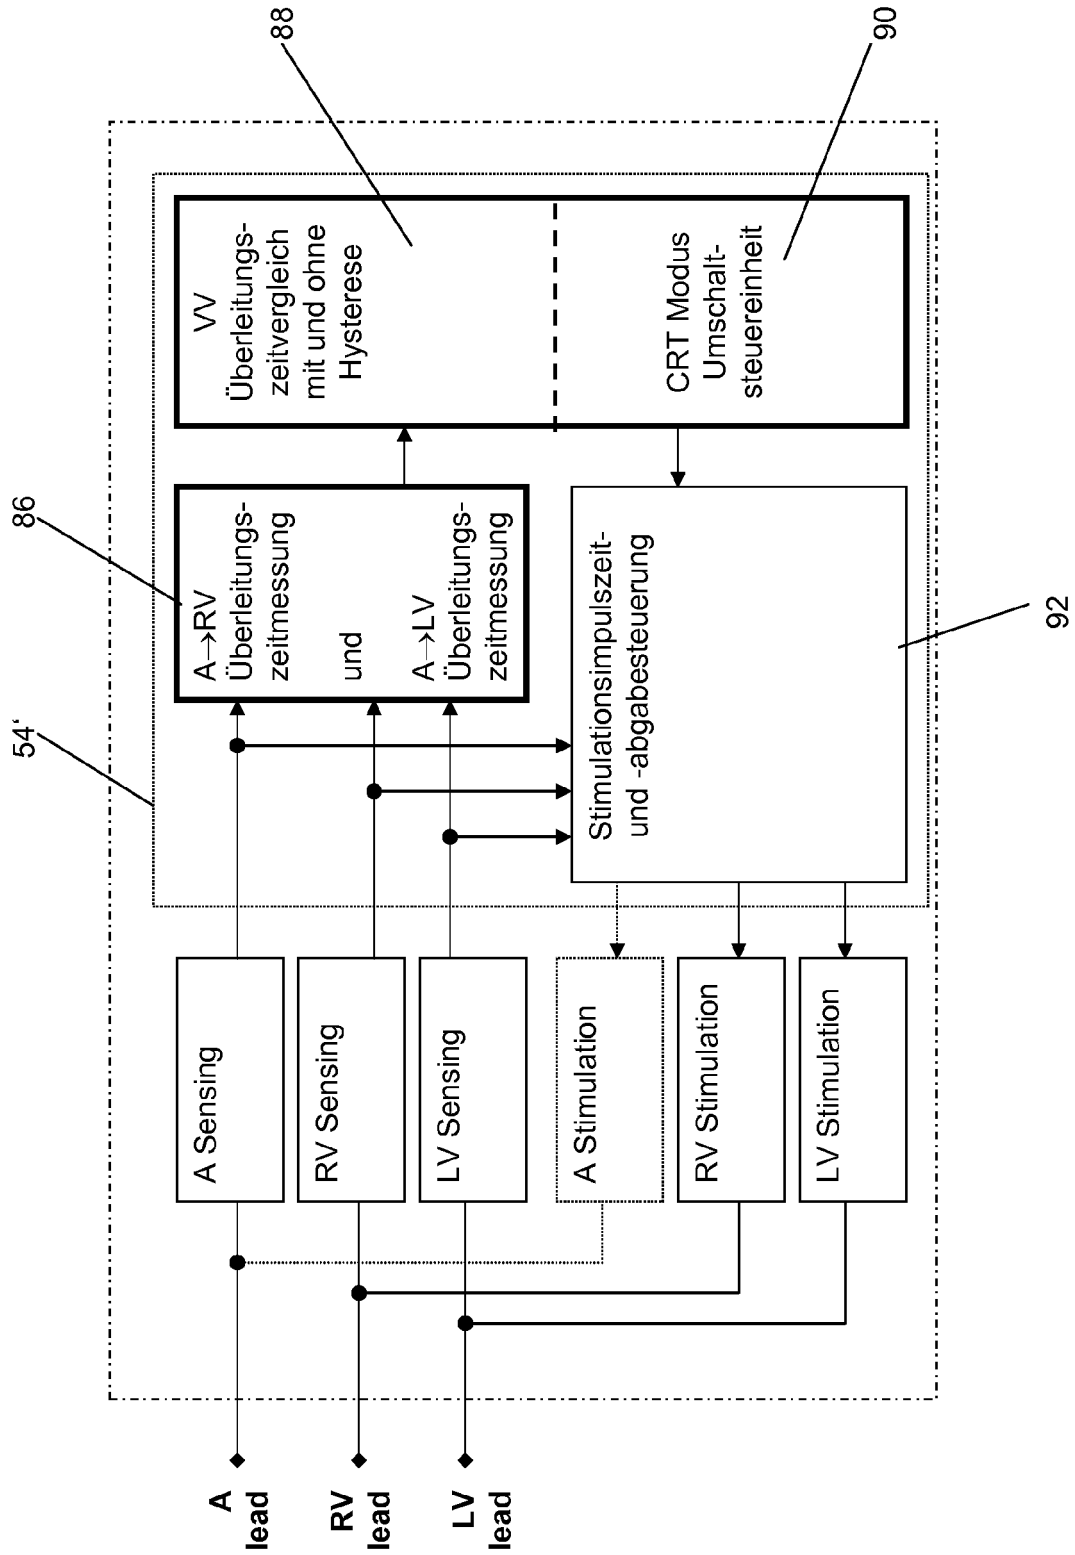 A
lead
RV
lead
LV
lead
A Sensing
RV Sensing
LV Sensing
A Stimulation
RV Stimulation
LV Stimulation
54‘
86
A→RV
Überleitungs-
zeitmessung
und
A→LV
Überleitungs-
zeitmessung
Stimulationsimpulszeit-
und -abgabesteuerung
92
88
VV
Überleitungs-
zeitvergleich
mit und ohne
Hysterese
CRT Modus
Umschalt-
steuereinheit
90